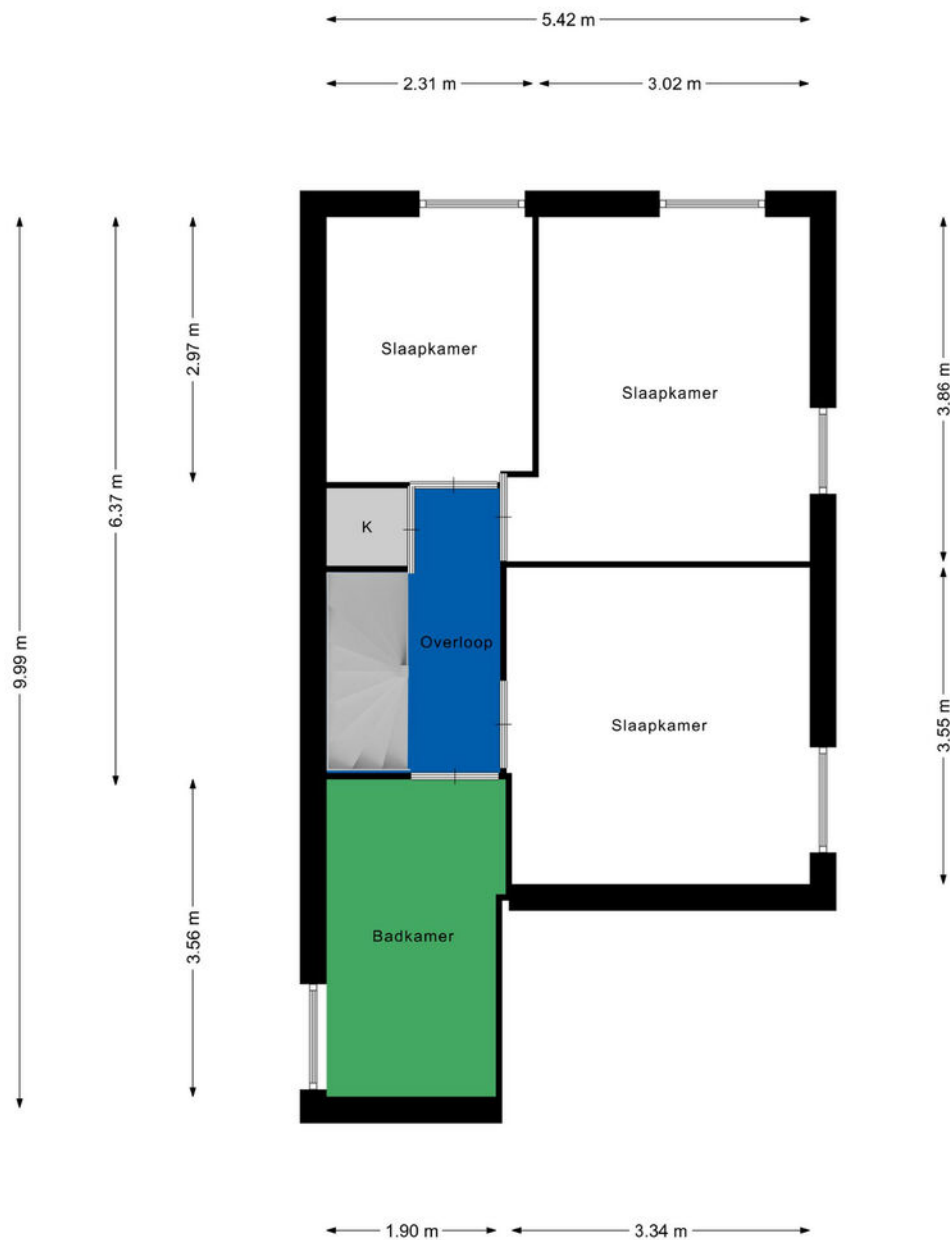 5.42 m
2.31 m
3.02 m
Slaapkamer
Slaapkamer
2.97 m
3.86 m
6.37 m
K
9.99 m
Overloop
Slaapkamer
3.55 m
Badkamer
3.56 m
1.90 m
3.34 m